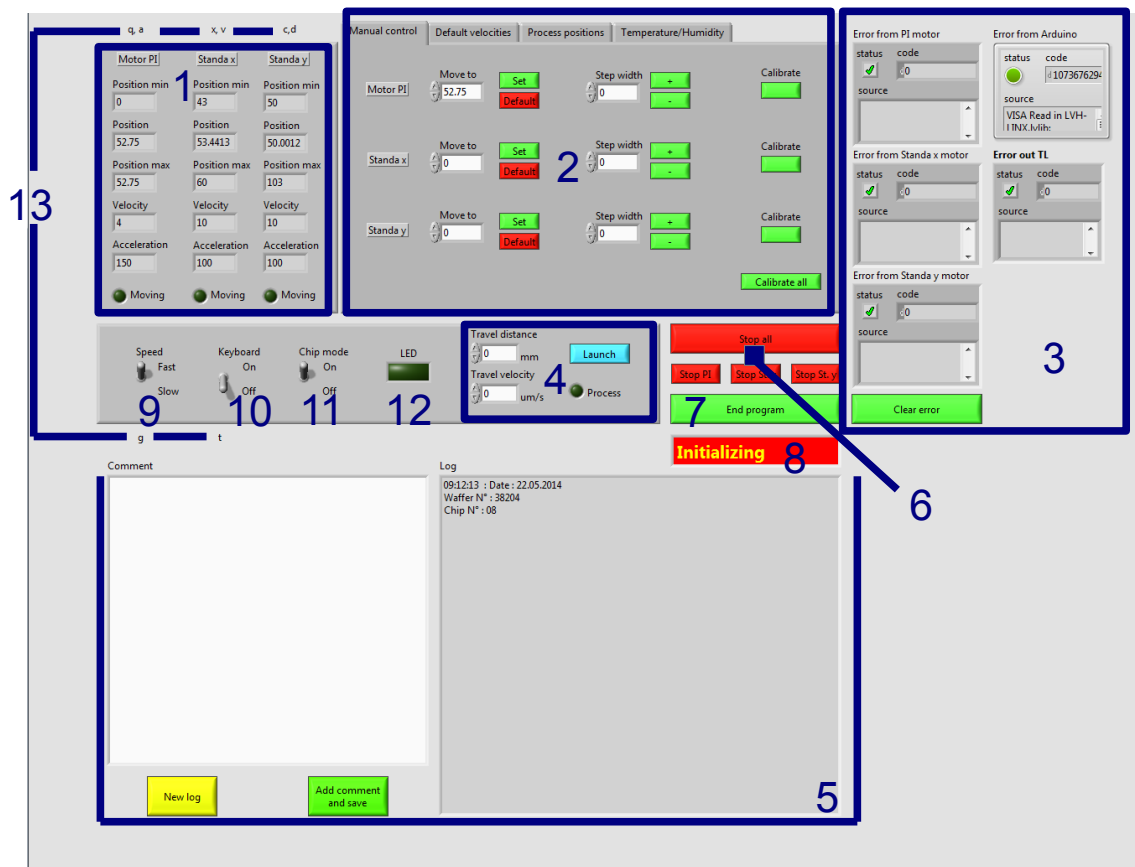 q, a x, v c,d
Motor PI Standa x Standa y
1
Position min Position min Position min
0 43 50
Position Position Position
52.75 53.4413 50.0012
Position max Position max Position max
52.75 60 103
Velocity Velocity Velocity
4 10 10
Acceleration Acceleration Acceleration
150 100 100
Moving Moving Moving
13
Manual control Default velocities Process positions Temperature/Humidity
Move to Step width Calibrate
Motor PI 52.75 Set 0 +
Default! -
Move to Step width Calibrate
Standa x 0 Set 0 +
Default! -
2
Move to Step width Calibrate
Standa y 0 Set 0 +
Default! -
Calibrate all
Error from PI motor Error from Arduino
status code status code
0 d 1073676294
source source
VISA Read in LVH-
LINX.lvlib:
Error from Standa x motor Error out TL
status code status code
0 0
source source
Error from Standa y motor
status code
0
source
3
Clear error
Speed Keyboard Chip mode LED
Fast On On
Slow Off Off
9 10 11 12
Travel distance
0 mm Launch
Travel velocity 4
0 um/s Process
Stop all
Stop PI Stop St. Stop St. y
7 End program
Initializing 8
6
g t
Comment Log
09:12:13 : Date : 22.05.2014
Waffer N° : 38204
Chip N° : 08
New log Add comment
and save
5